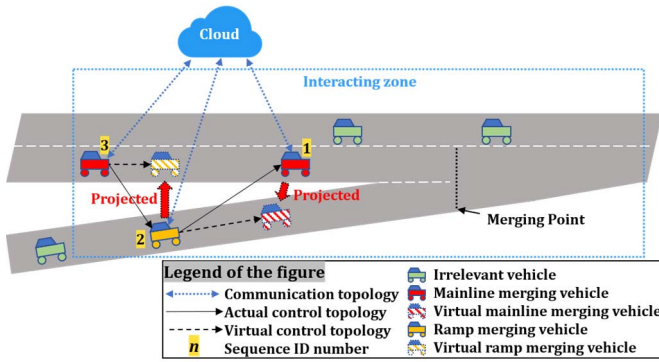 Cloud
Interacting zone
3
1
Projected
Projected
2
Merging Point
Legend of the figure
Communication topology
Actual control topology
Virtual control topology
n Sequence ID number
Irrelevant vehicle
Mainline merging vehicle
Virtual mainline merging vehicle
Ramp merging vehicle
Virtual ramp merging vehicle